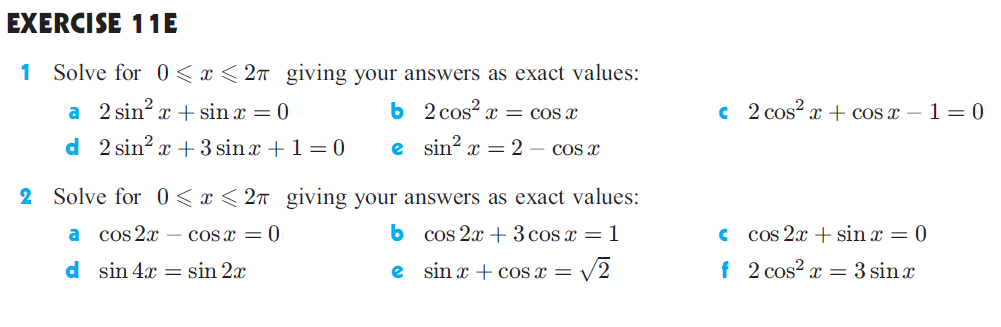 EXERCISE 11E
1 Solve for 0 ⩽ x ⩽ 2π giving your answers as exact values:
a 2 sin² x + sin x = 0 b 2 cos² x = cos x c 2 cos² x + cos x − 1 = 0
d 2 sin² x + 3 sin x + 1 = 0 e sin² x = 2 − cos x
2 Solve for 0 ⩽ x ⩽ 2π giving your answers as exact values:
a cos 2x − cos x = 0 b cos 2x + 3 cos x = 1 c cos 2x + sin x = 0
d sin 4x = sin 2x e sin x + cos x = √2 f 2 cos² x = 3 sin x